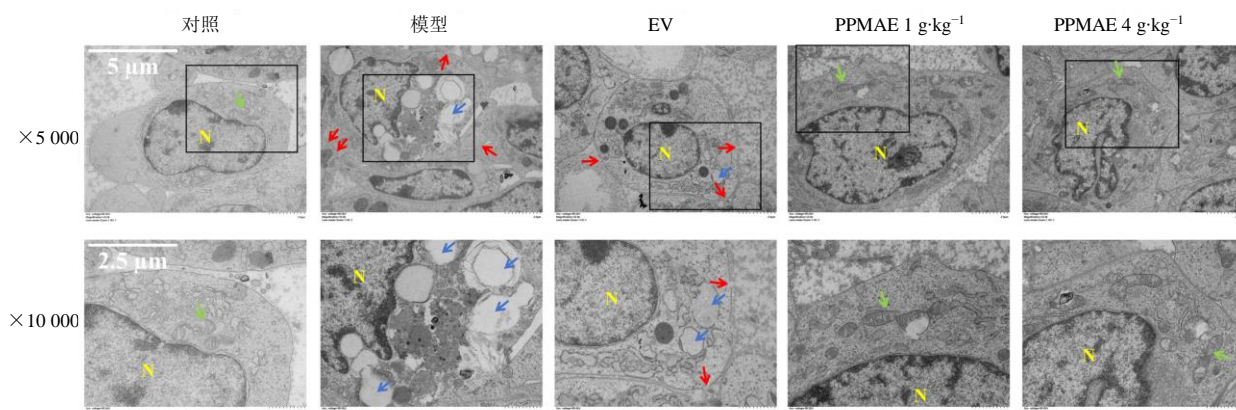 对照 模型 EV PPMAE 1 g·kg⁻¹ PPMAE 4 g·kg⁻¹
×5 000
5 μm
N N N N N
×10 000
2.5 μm
N N N N N